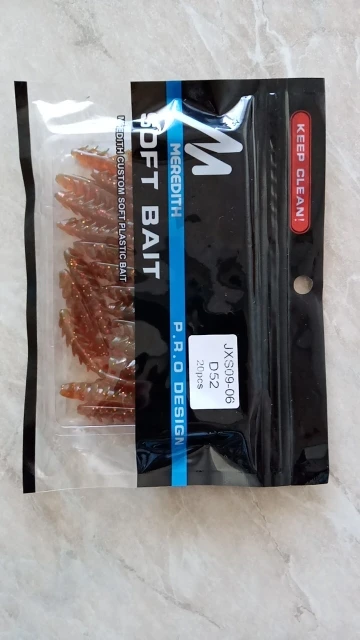 KEEP CLEAN!
MEREDITH P.R.O DESIGN
SOFT BAIT
MEREDITH CUSTOM SOFT PLASTIC BAIT
JXS09-06
D52
20pcs